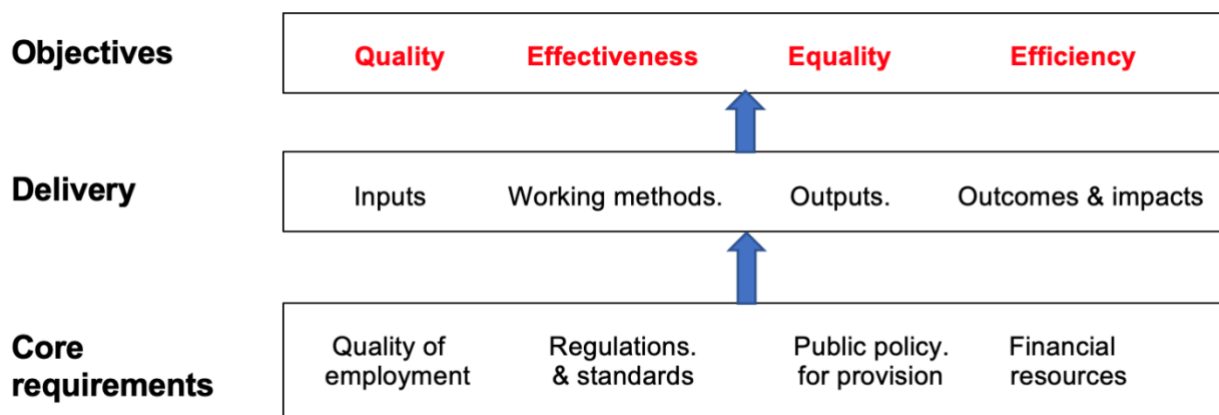 Objectives
Quality Effectiveness Equality Efficiency
Delivery
Inputs Working methods. Outputs. Outcomes & impacts
Core
requirements
Quality of
employment
Regulations.
& standards
Public policy.
for provision
Financial
resources